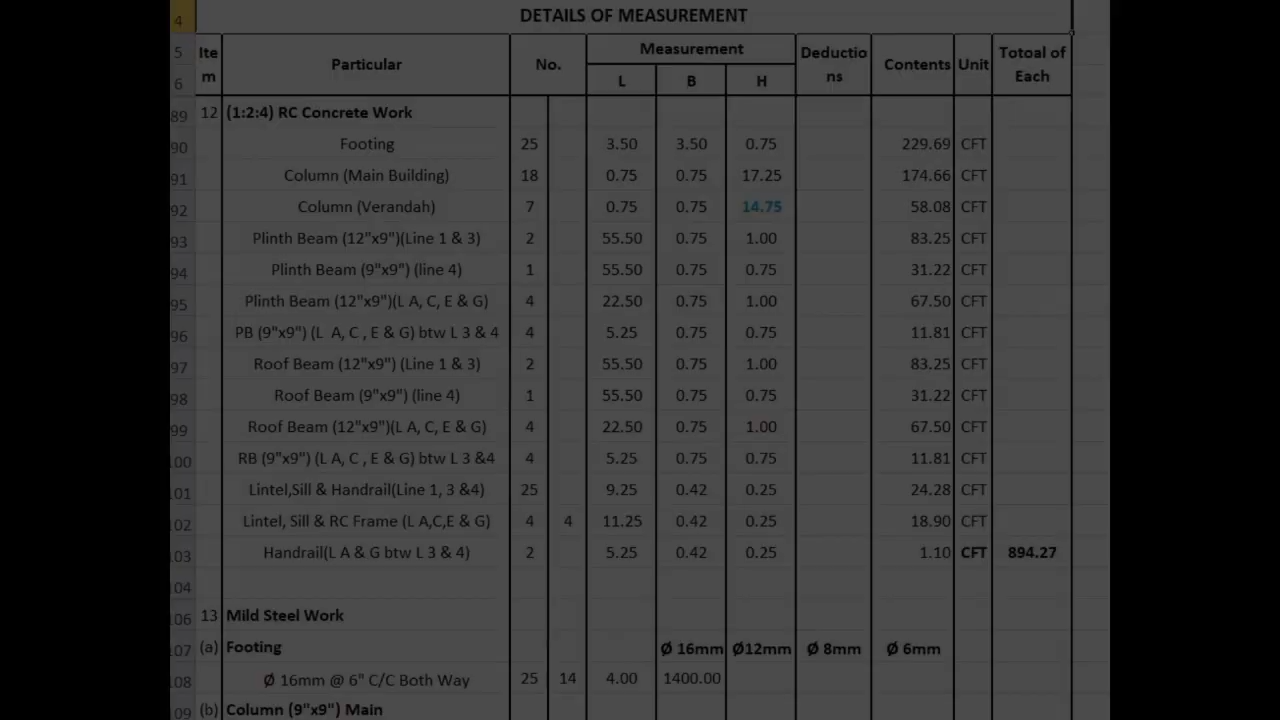 4 DETAILS OF MEASUREMENT
5 Ite Particular No. Measurement Deductio Contents Unit Totoal of
6 m L B H ns Each
89 12 (1:2:4) RC Concrete Work
90 Footing 25 3.50 3.50 0.75 229.69 CFT
91 Column (Main Building) 18 0.75 0.75 17.25 174.66 CFT
92 Column (Verandah) 7 0.75 0.75 14.75 58.08 CFT
93 Plinth Beam (12"x9")(Line 1 & 3) 2 55.50 0.75 1.00 83.25 CFT
94 Plinth Beam (9"x9") (line 4) 1 55.50 0.75 0.75 31.22 CFT
95 Plinth Beam (12"x9")(L A, C, E & G) 4 22.50 0.75 1.00 67.50 CFT
96 PB (9"x9") (L A, C , E & G) btw L 3 & 4 4 5.25 0.75 0.75 11.81 CFT
97 Roof Beam (12"x9") (Line 1 & 3) 2 55.50 0.75 1.00 83.25 CFT
98 Roof Beam (9"x9") (line 4) 1 55.50 0.75 0.75 31.22 CFT
99 Roof Beam (12"x9")(L A, C, E & G) 4 22.50 0.75 1.00 67.50 CFT
100 RB (9"x9") (L A, C , E & G) btw L 3 &4 4 5.25 0.75 0.75 11.81 CFT
101 Lintel,Sill & Handrail(Line 1, 3 &4) 25 9.25 0.42 0.25 24.28 CFT
102 Lintel, Sill & RC Frame (L A,C,E & G) 4 4 11.25 0.42 0.25 18.90 CFT
103 Handrail(L A & G btw L 3 & 4) 2 5.25 0.42 0.25 1.10 CFT 894.27
104
106 13 Mild Steel Work
107 (a) Footing Ø 16mm Ø12mm Ø 8mm Ø 6mm
108 Ø 16mm @ 6" C/C Both Way 25 14 4.00 1400.00
109 (b) Column (9"x9") Main